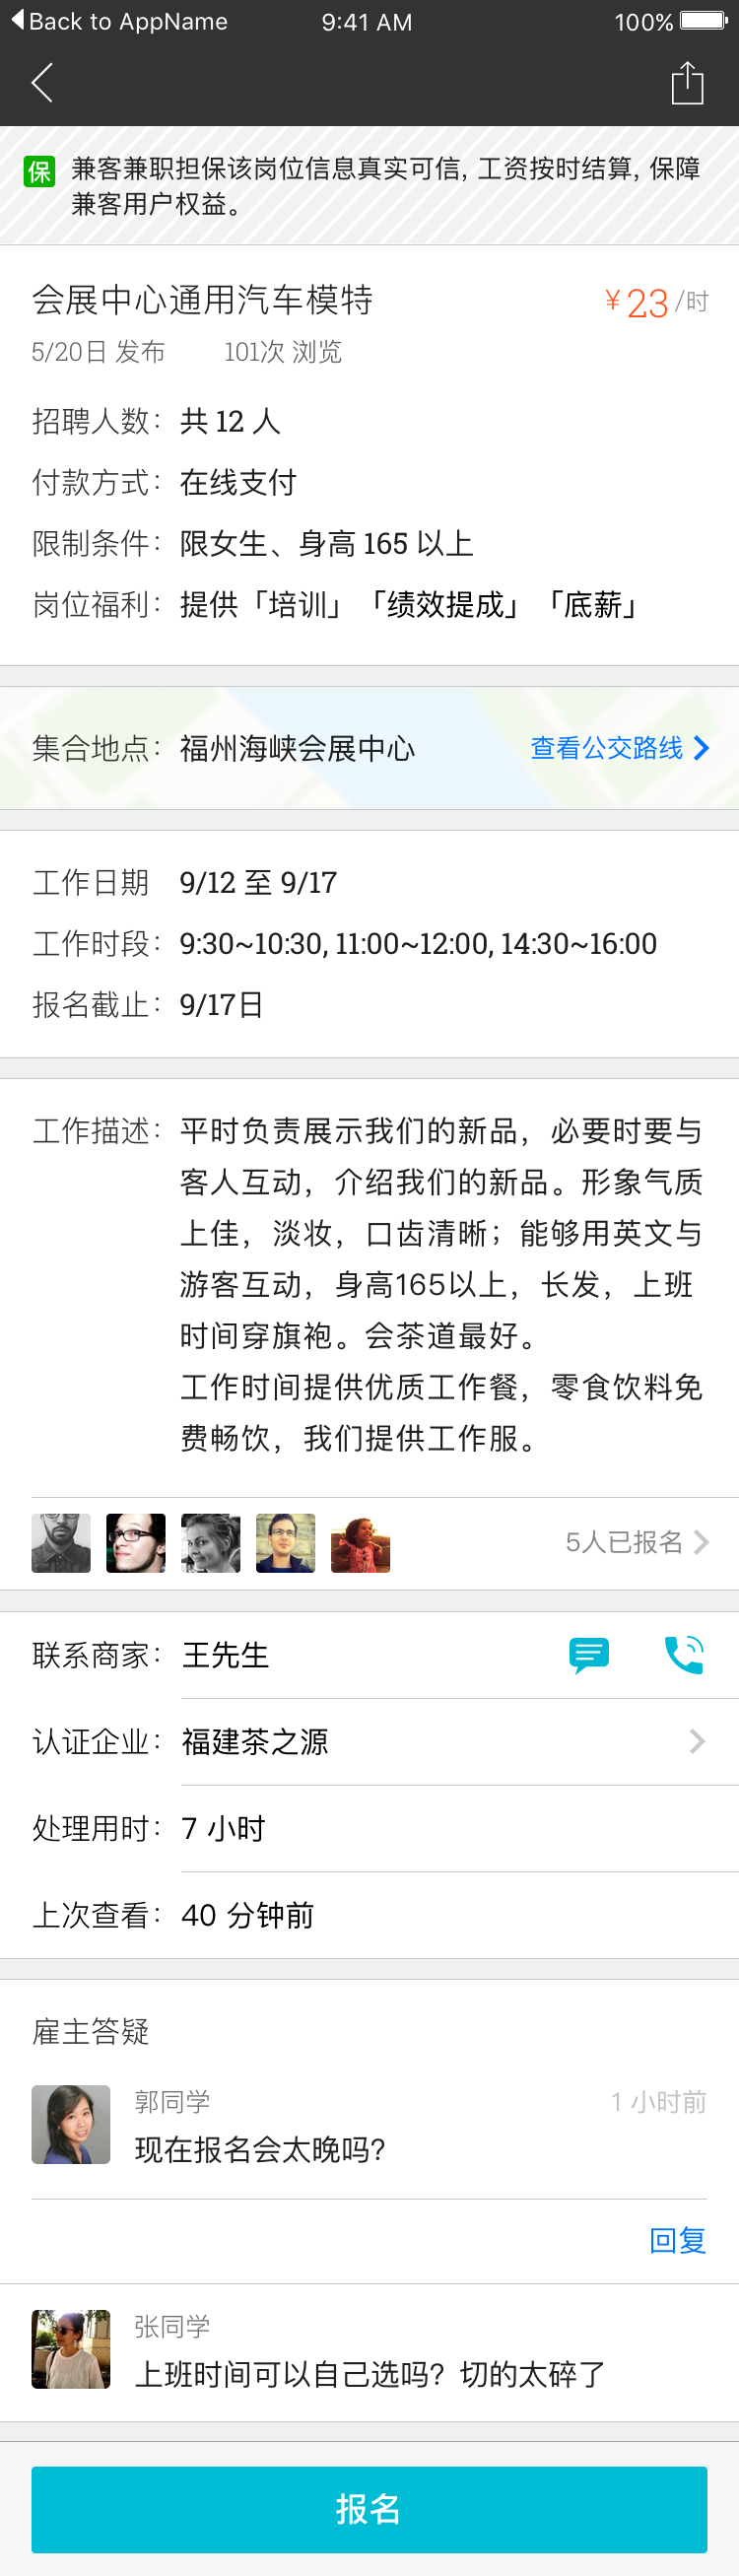 Back to AppName 9:41 AM 100%
保 兼客兼职担保该岗位信息真实可信, 工资按时结算, 保障
兼客用户权益。
会展中心通用汽车模特 ¥23/时
5/20日 发布 101次 浏览
招聘人数: 共 12 人
付款方式: 在线支付
限制条件: 限女生、身高 165 以上
岗位福利: 提供「培训」「绩效提成」「底薪」
集合地点: 福州海峡会展中心 查看公交路线
工作日期 9/12 至 9/17
工作时段: 9:30~10:30, 11:00~12:00, 14:30~16:00
报名截止: 9/17日
工作描述: 平时负责展示我们的新品，必要时要与
客人互动，介绍我们的新品。形象气质
上佳，淡妆，口齿清晰；能够用英文与
游客互动，身高165以上，长发，上班
时间穿旗袍。会茶道最好。
工作时间提供优质工作餐，零食饮料免
费畅饮，我们提供工作服。
5人已报名
联系商家: 王先生
认证企业: 福建茶之源
处理用时: 7 小时
上次查看: 40 分钟前
雇主答疑
郭同学 1 小时前
现在报名会太晚吗?
回复
张同学
上班时间可以自己选吗? 切的太碎了
报名